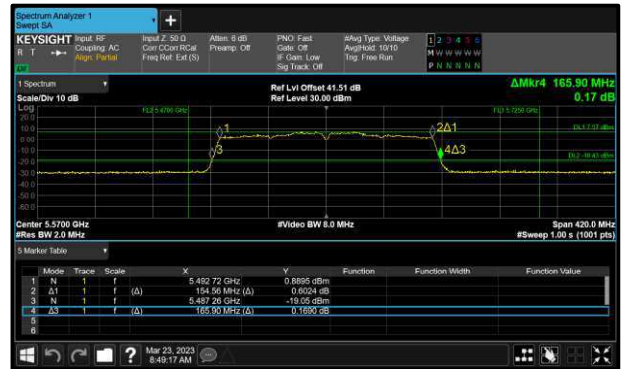 Spectrum Analyzer 1
Swept SA
+
KEYSIGHT Input: RF Input Z: 50 Ω Atten: 6 dB PNO: Fast #Avg Type: Voltage 1 2 3 4 5 6
R T Coupling: AC Corr CCorr RCal Preamp: Off Gate: Off Avg|Hold: 10/10 M W W W W W
Align: Partial Freq Ref: Ext (S) IF Gain: Low Trig: Free Run P N N N N N
Sig Track: Off
1 Spectrum Ref Lvl Offset 41.51 dB ΔMkr4 165.90 MHz
Scale/Div 10 dB Ref Level 30.00 dBm 0.17 dB
Log
20.0
10.0
0.00
-10.0
-20.0
-30.0
-40.0
-50.0
-60.0
1
2Δ1
3
4Δ3
Center 5.5700 GHz #Video BW 8.0 MHz Span 420.0 MHz
#Res BW 2.0 MHz #Sweep 1.00 s (1001 pts)
5 Marker Table
Mode Trace Scale X Y Function Function Width Function Value
1 N 1 f 5.492 72 GHz 0.8895 dBm
2 Δ1 1 f (Δ) 154.56 MHz (Δ) 0.6024 dB
3 N 1 f 5.487 26 GHz -19.05 dBm
4 Δ3 1 f (Δ) 165.90 MHz (Δ) 0.1690 dB
5
6
? Mar 23, 2023
8:49:17 AM